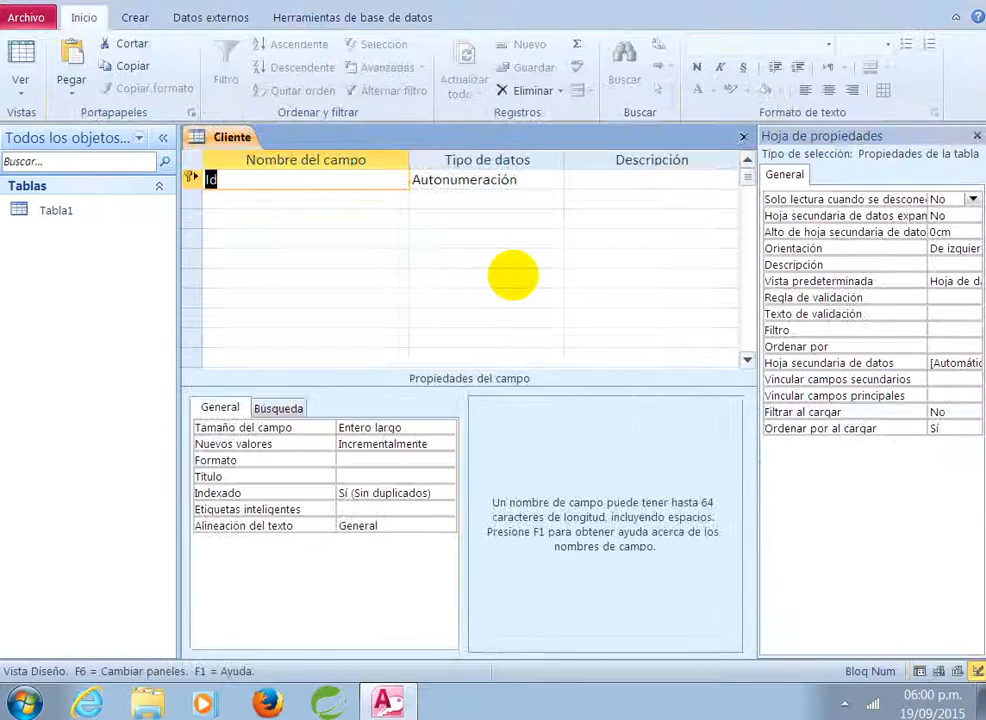 Archivo Inicio Crear Datos externos Herramientas de base de datos
Ver
Vistas
Pegar
Cortar
Copiar
Copiar formato
Portapapeles
Filtro
Ascendente
Descendente
Quitar orden
Selección
Avanzadas
Alternar filtro
Ordenar y filtrar
Actualizar
todo
Nuevo
Guardar
Eliminar
Registros
Buscar
Buscar
N K S
A
Formato de texto
Todos los objetos...
Buscar...
Tablas
Tabla1
Cliente
Nombre del campo Tipo de datos Descripción
Id Autonumeración
Propiedades del campo
General Búsqueda
Tamaño del campo Entero largo
Nuevos valores Incrementalmente
Formato
Título
Indexado Sí (Sin duplicados)
Etiquetas inteligentes
Alineación del texto General
Un nombre de campo puede tener hasta 64
caracteres de longitud, incluyendo espacios.
Presione F1 para obtener ayuda acerca de los
nombres de campo.
Hoja de propiedades
Tipo de selección: Propiedades de la tabla
General
Solo lectura cuando se descone No
Hoja secundaria de datos expan No
Alto de hoja secundaria de dato 0cm
Orientación De izquier
Descripción
Vista predeterminada Hoja de d
Regla de validación
Texto de validación
Filtro
Ordenar por
Hoja secundaria de datos [Automátic
Vincular campos secundarios
Vincular campos principales
Filtrar al cargar No
Ordenar por al cargar Sí
Vista Diseño. F6 = Cambiar paneles. F1 = Ayuda.
Bloq Num
06:00 p.m.
19/09/2015